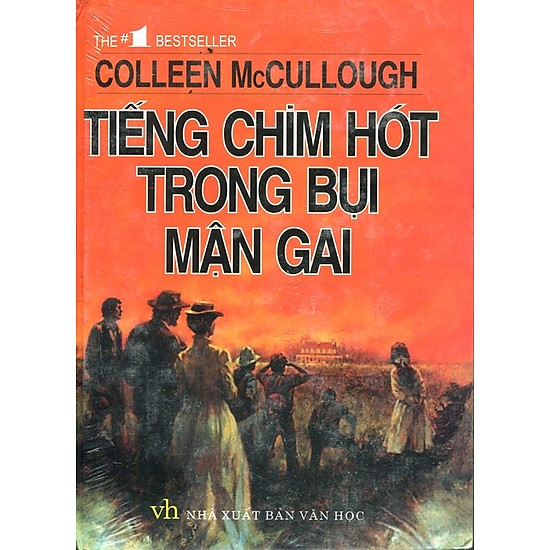 THE #1 BESTSELLER
COLLEEN McCULLOUGH
TIẾNG CHIM HÓT
TRONG BỤI
MẬN GAI
vh NHÀ XUẤT BẢN VĂN HỌC